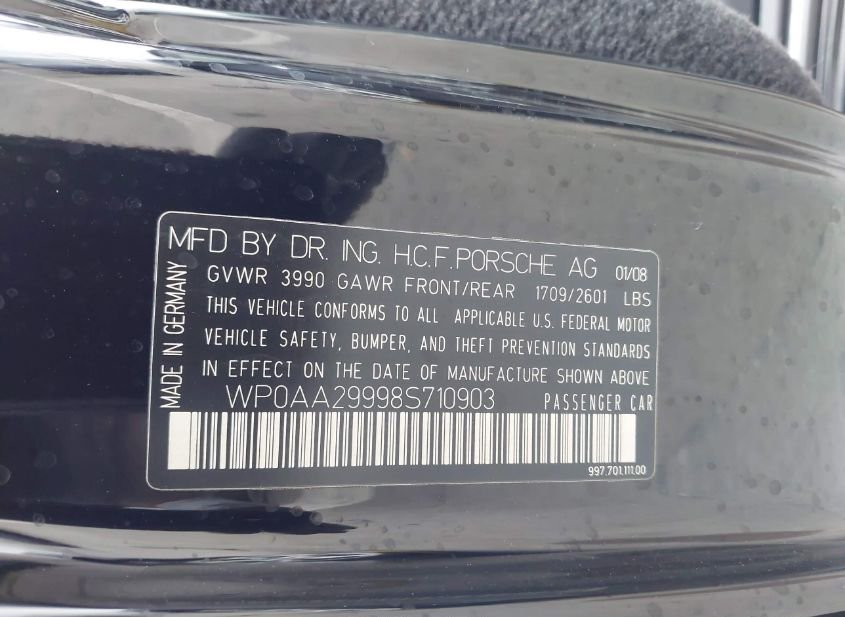 MFD BY DR. ING. H.C.F. PORSCHE AG 01/08
GVWR 3990 GAWR FRONT/REAR 1709/2601 LBS
THIS VEHICLE CONFORMS TO ALL APPLICABLE U.S. FEDERAL MOTOR
VEHICLE SAFETY, BUMPER, AND THEFT PREVENTION STANDARDS
IN EFFECT ON THE DATE OF MANUFACTURE SHOWN ABOVE
WP0AA29998S710903 PASSENGER CAR
997.701.111.00
MADE IN GERMANY